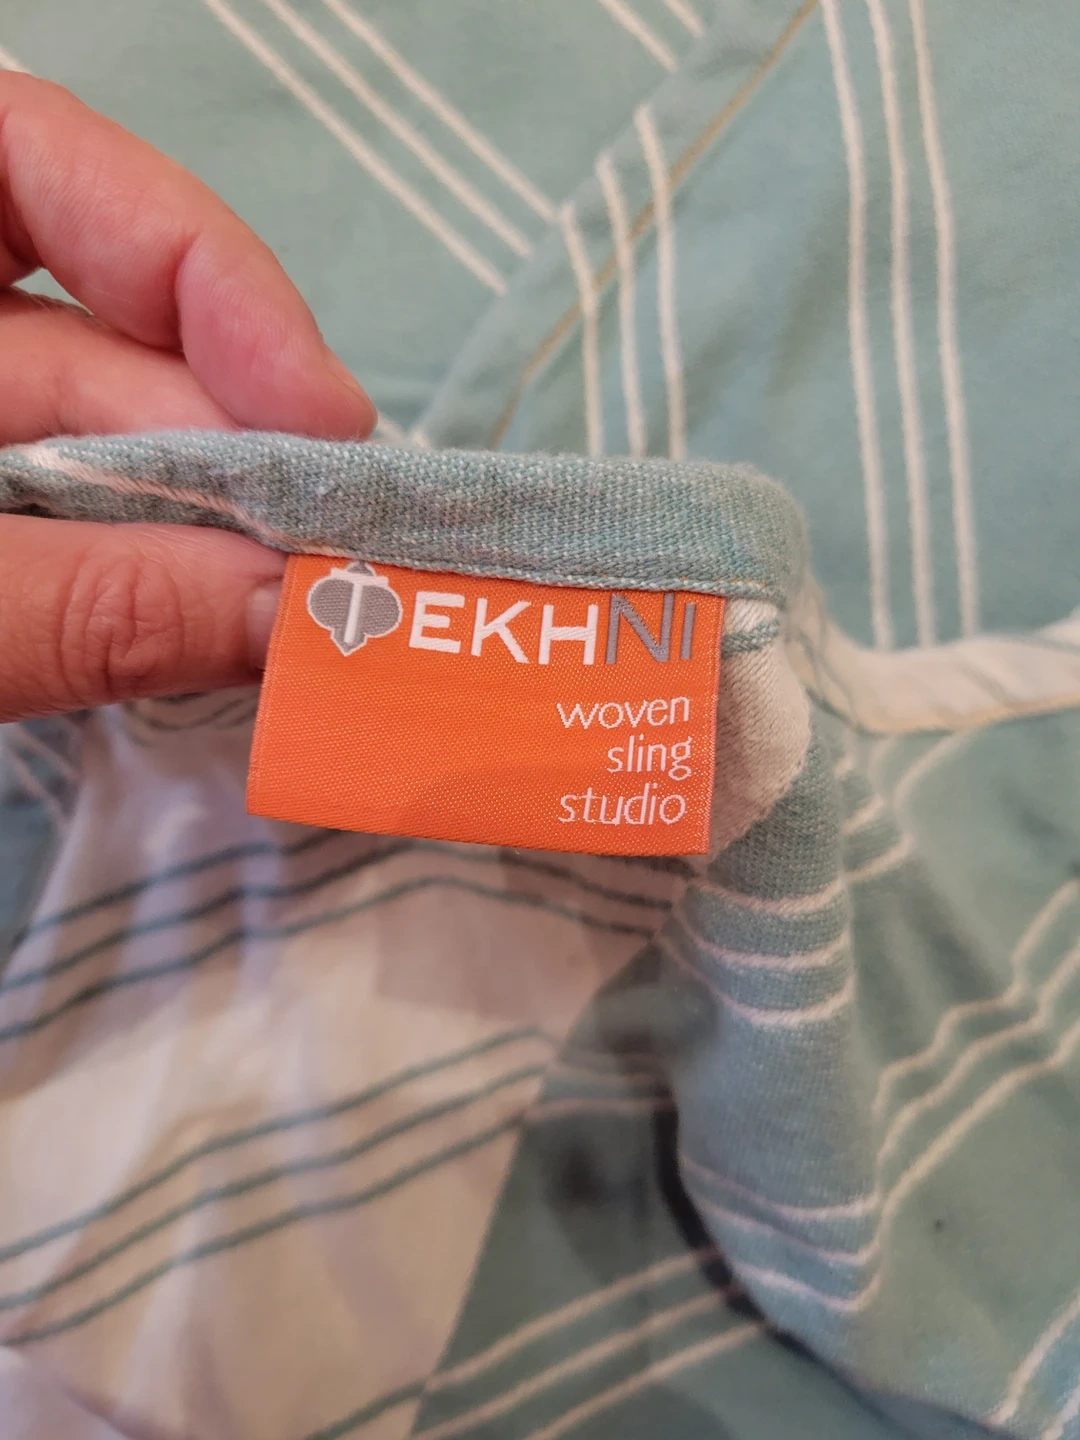 TEKHNI
woven
sling
studio